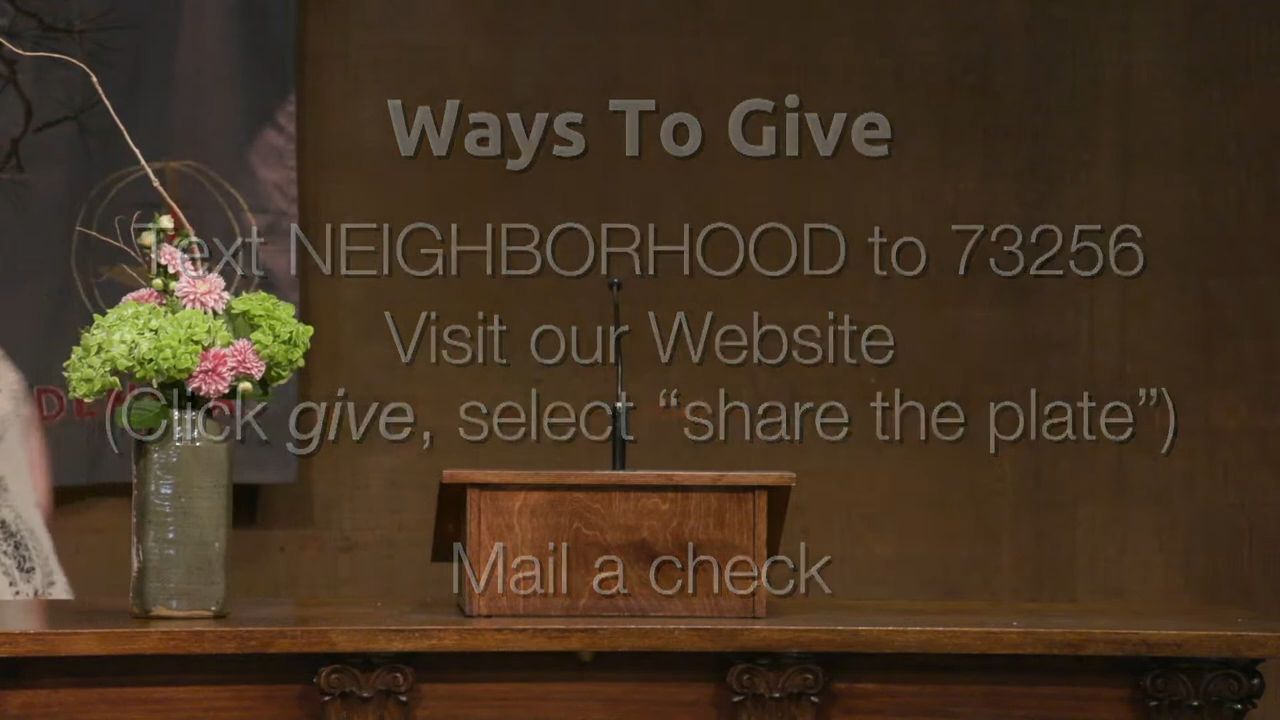 Ways To Give
Text NEIGHBORHOOD to 73256
Visit our Website
(Click give, select “share the plate”)
Mail a check